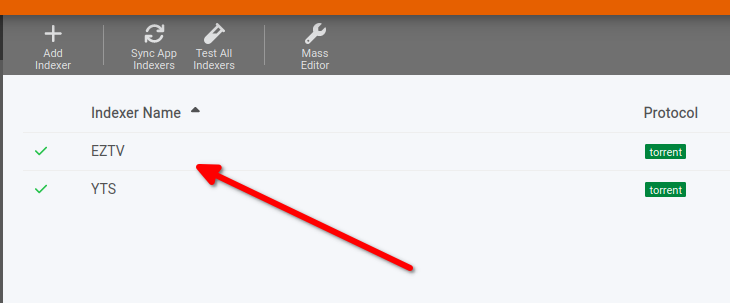 Add
Indexer
Sync App
Indexers
Test All
Indexers
Mass
Editor
Indexer Name
Protocol
EZTV
torrent
YTS
torrent